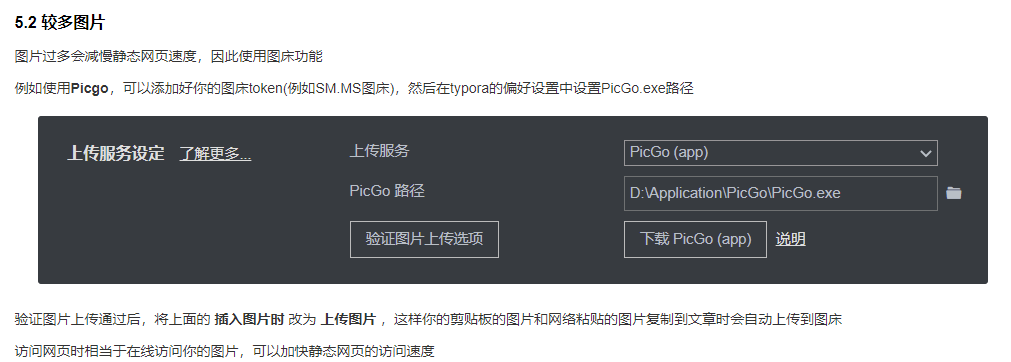 5.2 较多图片
图片过多会减慢静态网页速度，因此使用图床功能
例如使用Picgo，可以添加好你的图床token(例如SM.MS图床)，然后在typora的偏好设置中设置PicGo.exe路径
上传服务设定 了解更多... 上传服务 PicGo (app)
PicGo 路径 D:\Application\PicGo\PicGo.exe
验证图片上传选项 下载 PicGo (app) 说明
验证图片上传通过后，将上面的 插入图片时 改为 上传图片 ，这样你的剪贴板的图片和网络粘贴的图片复制到文章时会自动上传到图床
访问网页时相当于在线访问你的图片，可以加快静态网页的访问速度